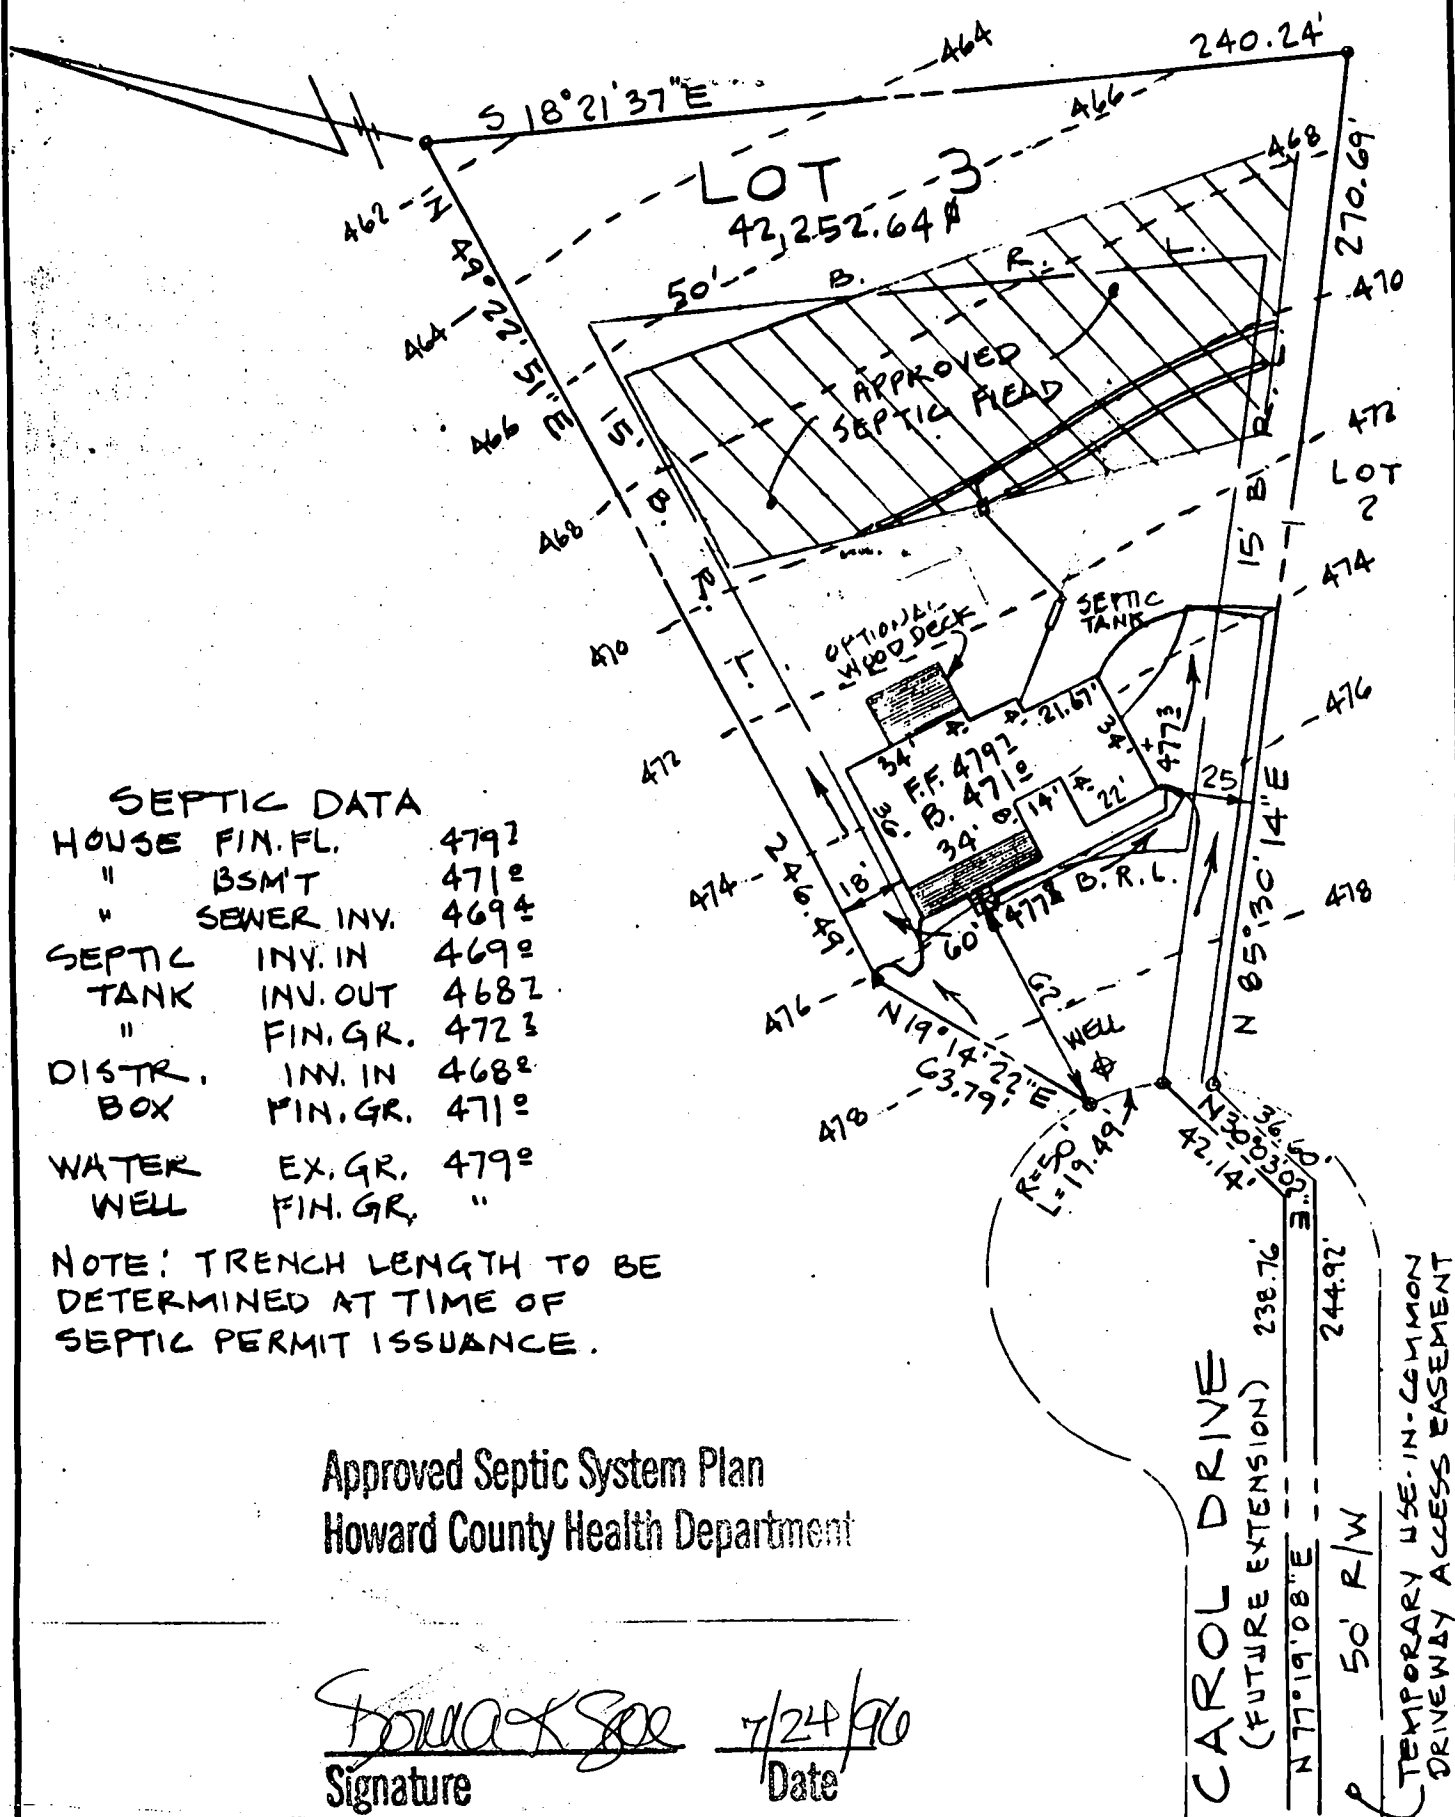 S 18°21'37"E
240.24'
LOT 3
42,252.64
N 49°22'51"E
246.49'
270.69'
N 85°30'14"E
464
466
468
470
472
474
476
478
462
464
466
468
470
472
474
476
478
50' B. R. L.
15' B. R. L.
15' B. R. L.
APPROVED
SEPTIC FIELD
LOT
2
SEPTIC
TANK
OPTIONAL
WOOD DECK
34'
4'
4'
21.67'
34'
F.F. 479
B. 471
36'
34'
8'
14'
4'
22'
18'
25'
60' B.R.L.
62'
WELL
N 19°14'22"E
63.79'
R=50'
L=19.49'
36.50'
42.14'
238.76'
244.92'
CAROL DRIVE
(FUTURE EXTENSION)
N 77°19'08"E
50' R/W
TEMPORARY USE-IN-COMMON
DRIVEWAY ACCESS EASEMENT
SEPTIC DATA
HOUSE FIN.FL. 479
" BSM'T 471
" SEWER INV. 469
SEPTIC INV. IN 469
TANK INV. OUT 468
" FIN.GR. 472
DISTR. INV. IN 468
BOX FIN.GR. 471
WATER EX.GR. 479
WELL FIN.GR. "
NOTE: TRENCH LENGTH TO BE
DETERMINED AT TIME OF
SEPTIC PERMIT ISSUANCE.
Approved Septic System Plan
Howard County Health Department
7/24/96
Signature Date